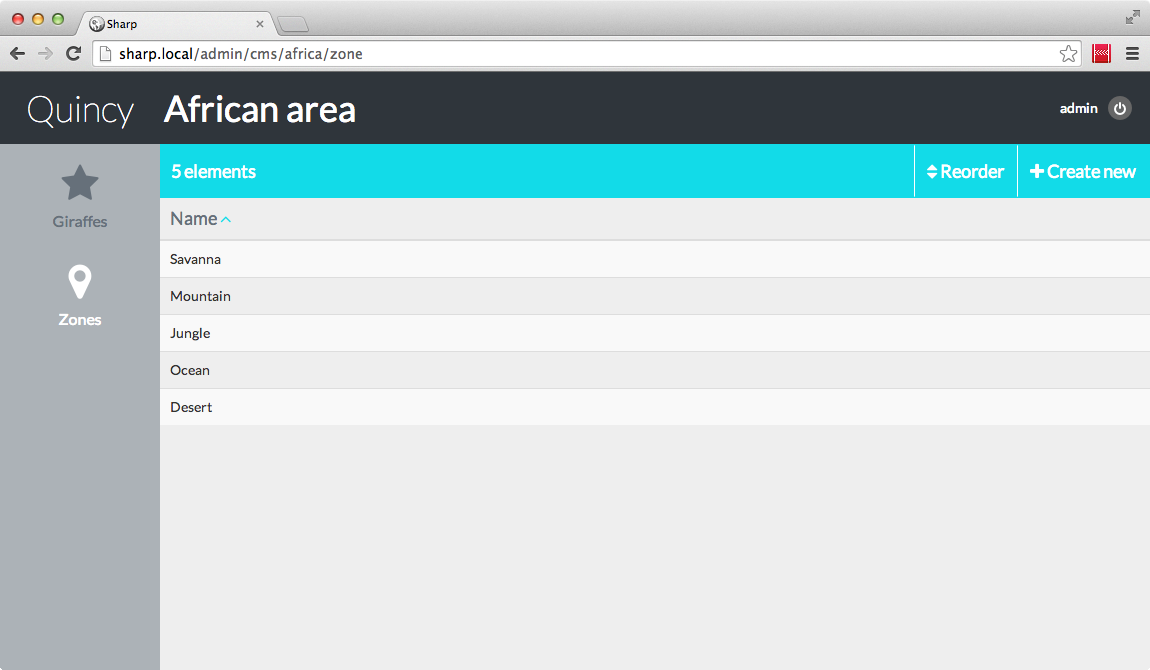 Sharp
sharp.local/admin/cms/africa/zone
Quincy African area admin
5 elements Reorder Create new
Giraffes
Zones
Name
Savanna
Mountain
Jungle
Ocean
Desert